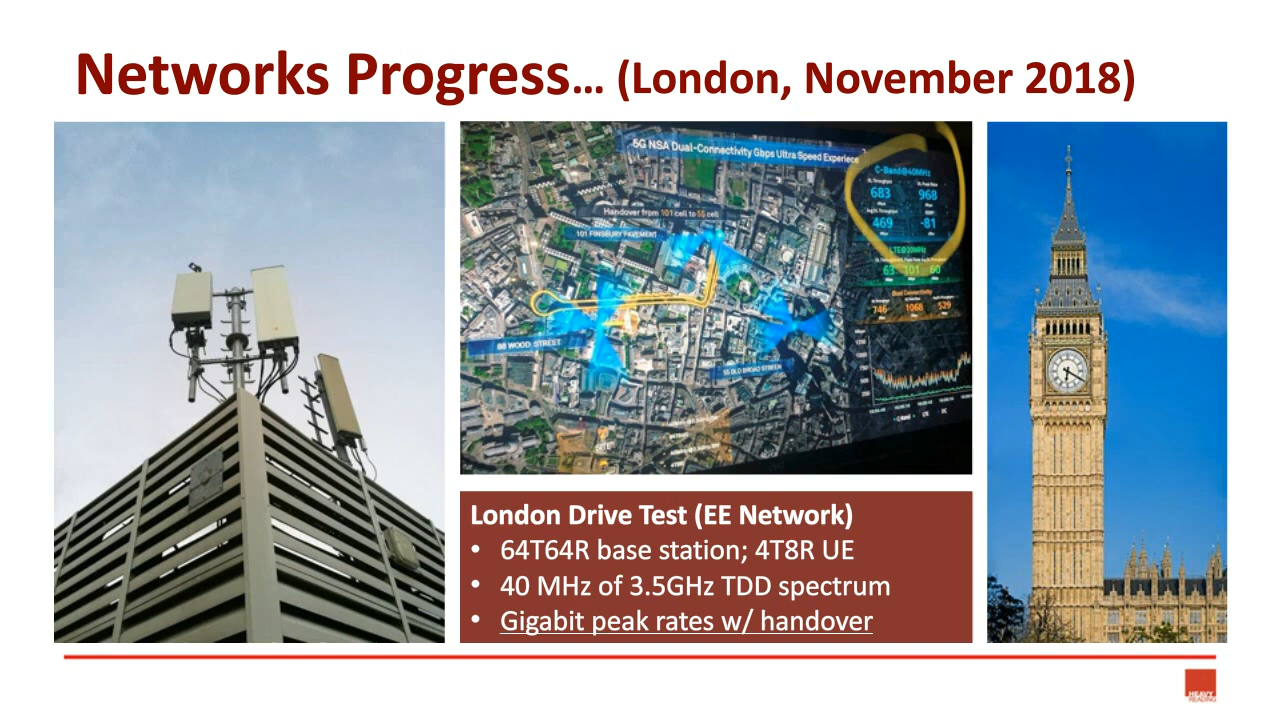 Networks Progress... (London, November 2018)
5G NSA Dual-Connectivity Gbps Ultra Speed Experiece
C-Band@40MHz
683 968
469 -81
Handover from 101 cell to 55 cell
101 FINSBURY PAVEMENT
LTE@20MHz
63 101 60
Dual Connectivity
746 1068 529
88 WOOD STREET
55 OLD BROAD STREET
London Drive Test (EE Network)
• 64T64R base station; 4T8R UE
• 40 MHz of 3.5GHz TDD spectrum
• Gigabit peak rates w/ handover
HEAVY
READING